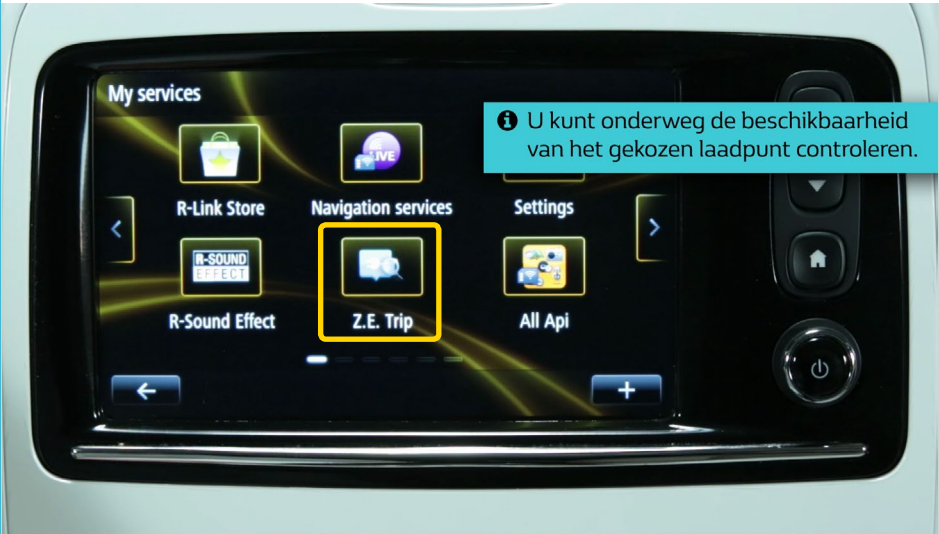 My services
U kunt onderweg de beschikbaarheid
van het gekozen laadpunt controleren.
LIVE
R-Link Store
Navigation services
Settings
R-SOUND
EFFECT
R-Sound Effect
Z.E. Trip
All Api